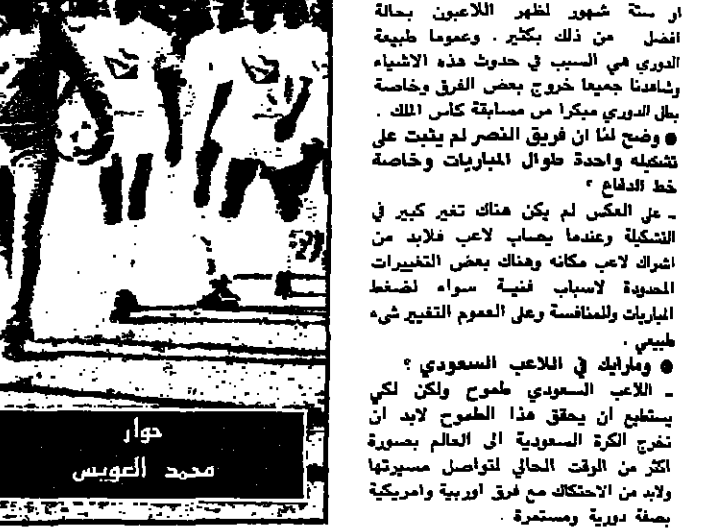 او ستة شهور لظهر اللاعبون بحالة
افضل من ذلك بكثير . وعموما طبيعة
الدوري هي السبب في حدوث هذه الاشياء
وشاهدنا جميعا خروج بعض الفرق وخاصة
بطل الدوري مبكرا من مسابقة كأس الملك .
● وضح لنا ان فريق النصر لم يثبت على
تشكيله واحدة طوال المباريات وخاصة
خط الدفاع ؟
ـ على العكس لم يكن هناك تغير كبير في
التشكيلة وعندما يصاب لاعب فلابد من
اشراك لاعب مكانه وهناك بعض التغييرات
المحدودة لاسباب فنية سواء لضغط
المباريات وللمنافسة وعلى العموم التغيير شيء
طبيعي .
● ومارايك في اللاعب السعودي ؟
ـ اللاعب السعودي طموح ولكن لكي
يستطيع ان يحقق هذا الطموح لابد ان
تخرج الكرة السعودية الى العالم بصورة
اكثر من الوقت الحالي لتواصل مسيرتها
ولابد من الاحتكاك مع فرق اوربية وامريكية
بصفة دورية ومستمرة .
حوار
محمد العويس